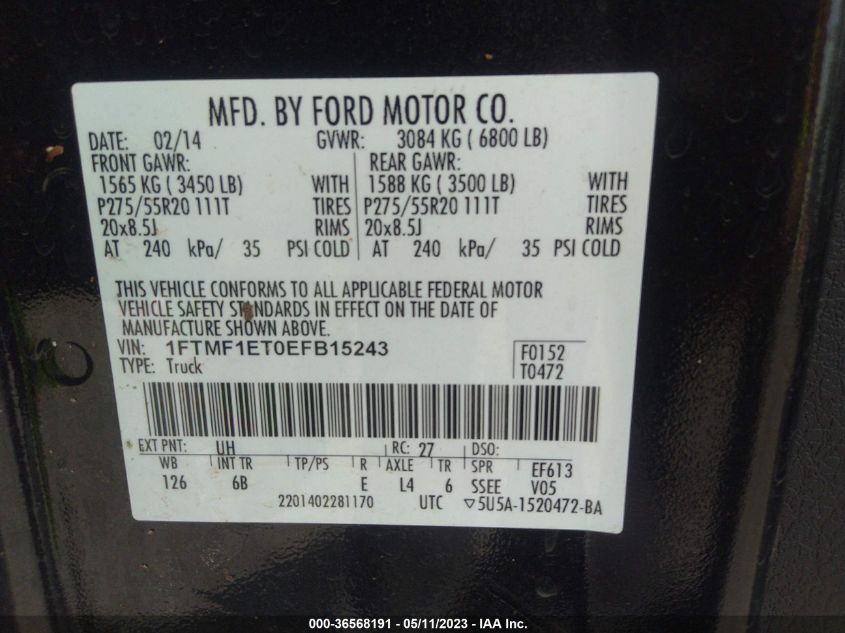 MFD. BY FORD MOTOR CO.
DATE: 02/14 GVWR: 3084 KG ( 6800 LB)
FRONT GAWR: REAR GAWR:
1565 KG ( 3450 LB) WITH 1588 KG ( 3500 LB) WITH
P275/55R20 111T TIRES P275/55R20 111T TIRES
20x8.5J RIMS 20x8.5J RIMS
AT 240 kPa/ 35 PSI COLD AT 240 kPa/ 35 PSI COLD
THIS VEHICLE CONFORMS TO ALL APPLICABLE FEDERAL MOTOR
VEHICLE SAFETY STANDARDS IN EFFECT ON THE DATE OF
MANUFACTURE SHOWN ABOVE.
VIN: 1FTMF1ET0EFB15243 F0152
TYPE: Truck T0472
EXT PNT: UH RC: 27 DSO:
WB INT TR TP/PS R AXLE TR SPR EF613
126 6B E L4 6 SSEE V05
2201402281170 UTC ▽5U5A-1520472-BA
000-36568191 - 05/11/2023 - IAA Inc.